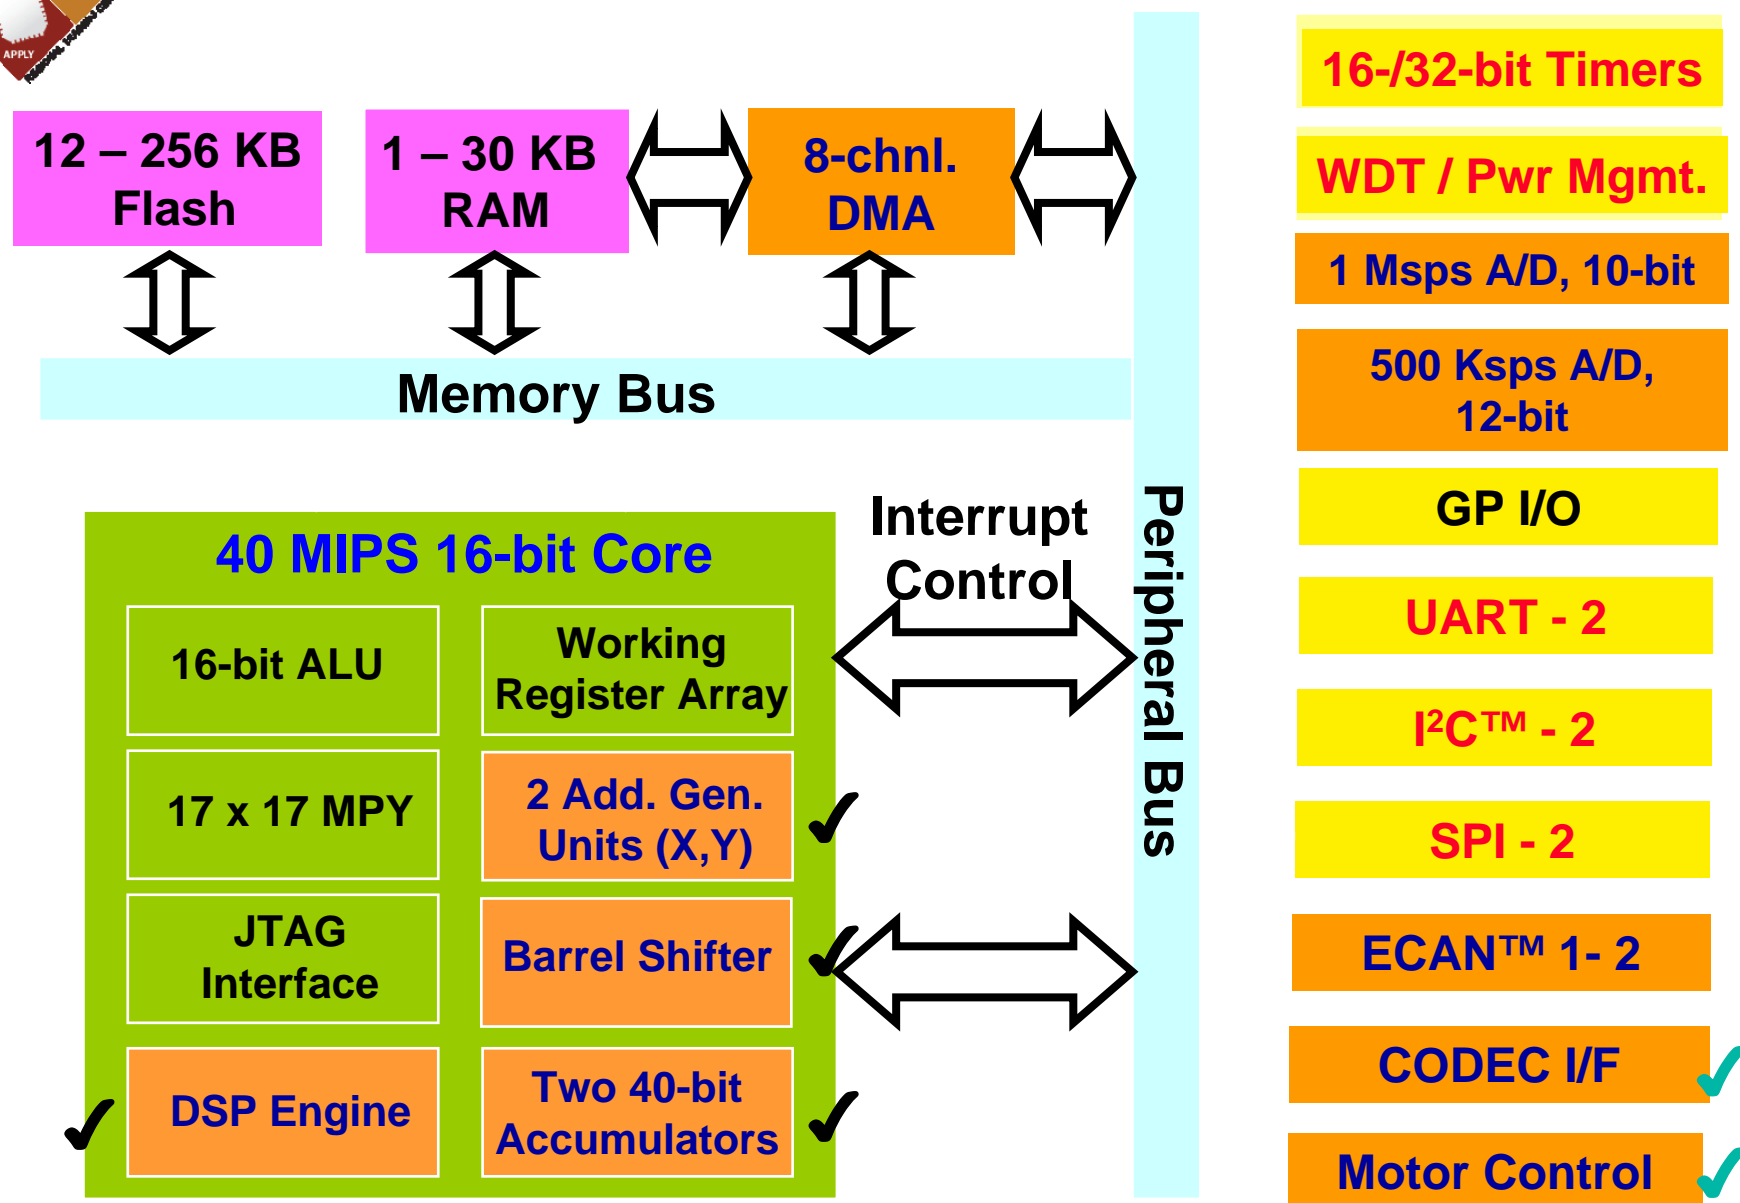 APPLY
12 – 256 KB
Flash
1 – 30 KB
RAM
8-chnl.
DMA
Memory Bus
40 MIPS 16-bit Core
16-bit ALU
Working
Register Array
17 x 17 MPY
2 Add. Gen.
Units (X,Y)
JTAG
Interface
Barrel Shifter
DSP Engine
Two 40-bit
Accumulators
Interrupt
Control
Peripheral Bus
16-/32-bit Timers
WDT / Pwr Mgmt.
1 Msps A/D, 10-bit
500 Ksps A/D,
12-bit
GP I/O
UART - 2
I²C™ - 2
SPI - 2
ECAN™ 1- 2
CODEC I/F
Motor Control